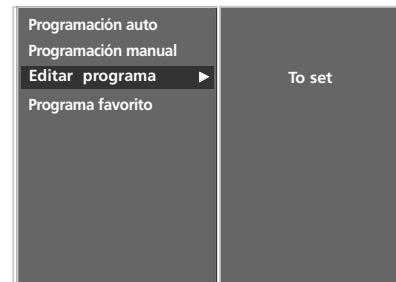 Programación auto
Programación manual
Editar programa
To set
Programa favorito